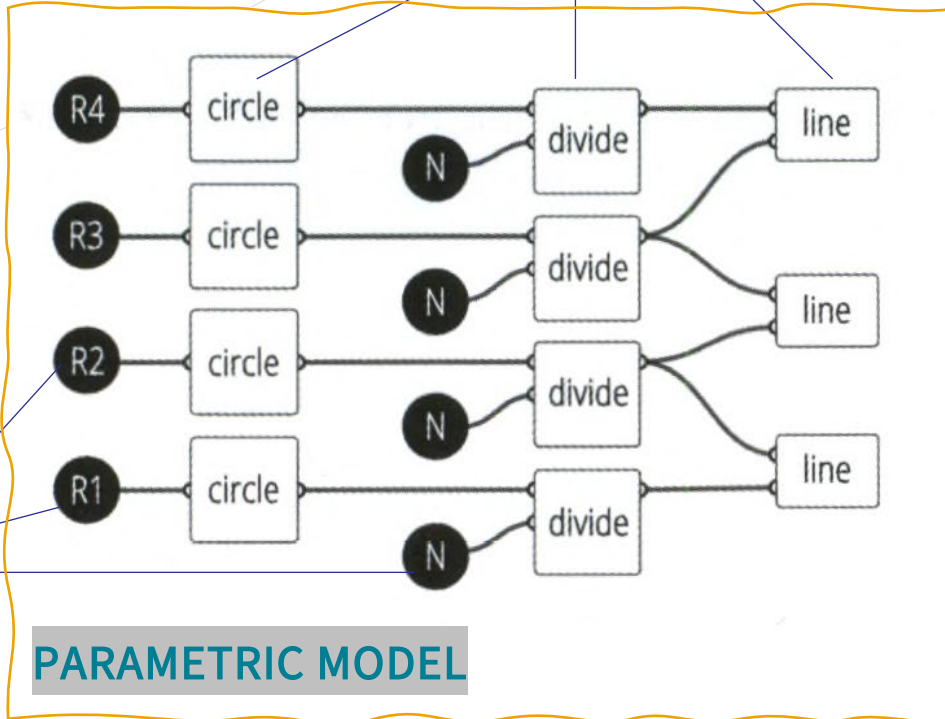 R4 circle divide line
N
R3 circle divide
N
line
R2 circle divide
N
line
R1 circle divide
N
PARAMETRIC MODEL